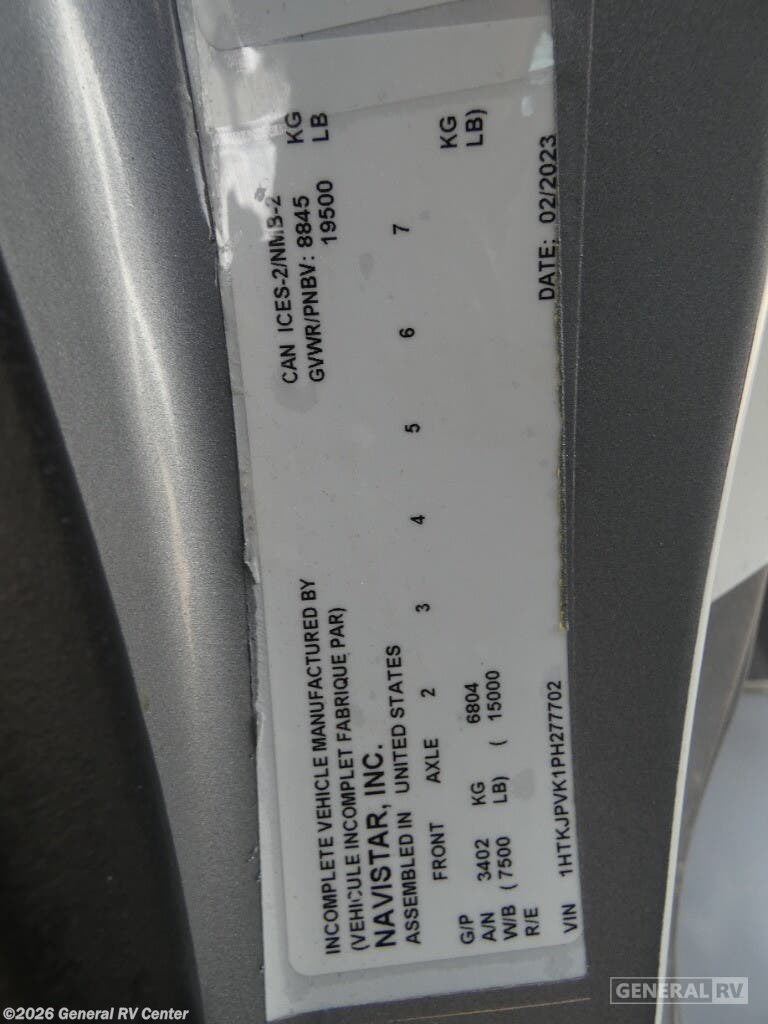 INCOMPLETE VEHICLE MANUFACTURED BY
(VEHICULE INCOMPLET FABRIQUE PAR)
CAN ICES-2/NMB-2
NAVISTAR, INC.
GVWR/PNBV: 8845 KG
19500 LB
ASSEMBLED IN UNITED STATES
FRONT AXLE 2 3 4 5 6 7
G/P
A/N 3402 KG 6804 KG
W/B (7500 LB) ( 15000 LB)
R/E
VIN 1HTKJPVK1PH277702 DATE: 02/2023
GENERAL RV
©2026 General RV Center